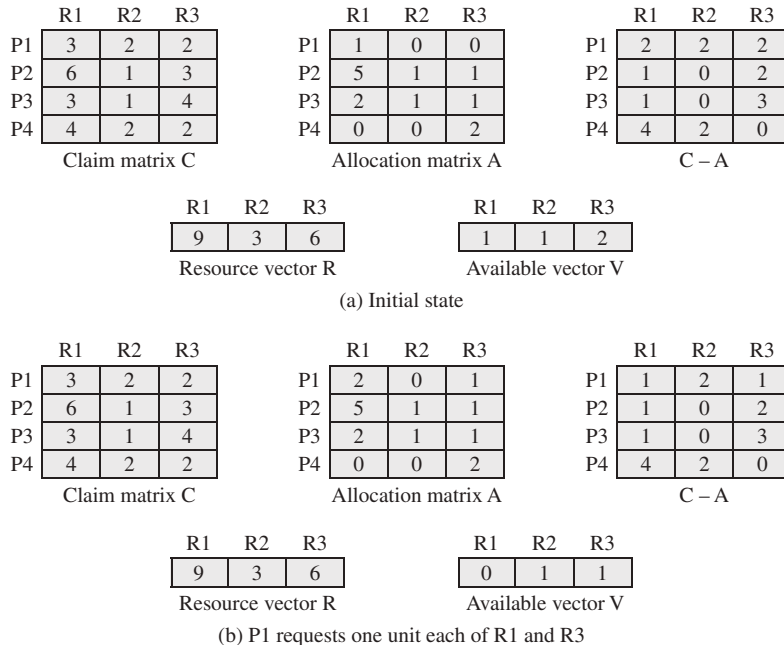 R1 R2 R3 R1 R2 R3 R1 R2 R3
P1 3 2 2 P1 1 0 0 P1 2 2 2
P2 6 1 3 P2 5 1 1 P2 1 0 2
P3 3 1 4 P3 2 1 1 P3 1 0 3
P4 4 2 2 P4 0 0 2 P4 4 2 0
Claim matrix C Allocation matrix A C – A
R1 R2 R3 R1 R2 R3
9 3 6 1 1 2
Resource vector R Available vector V
(a) Initial state
R1 R2 R3 R1 R2 R3 R1 R2 R3
P1 3 2 2 P1 2 0 1 P1 1 2 1
P2 6 1 3 P2 5 1 1 P2 1 0 2
P3 3 1 4 P3 2 1 1 P3 1 0 3
P4 4 2 2 P4 0 0 2 P4 4 2 0
Claim matrix C Allocation matrix A C – A
R1 R2 R3 R1 R2 R3
9 3 6 0 1 1
Resource vector R Available vector V
(b) P1 requests one unit each of R1 and R3